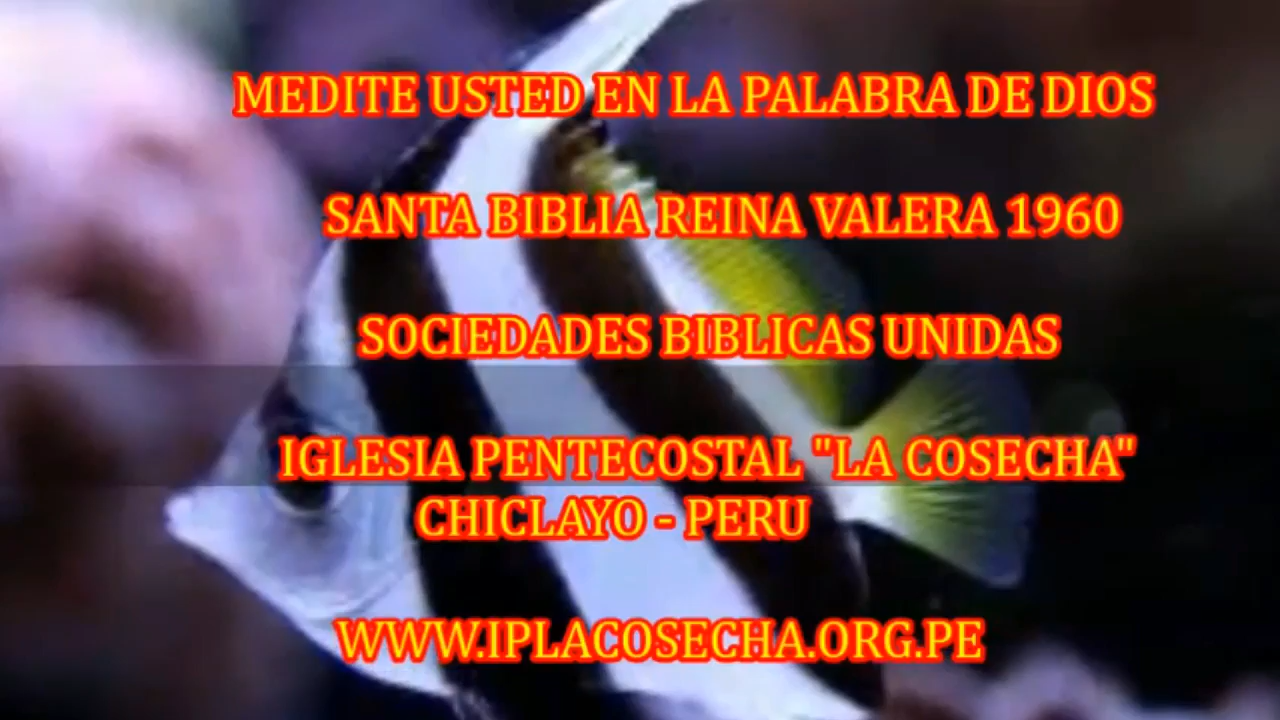 MEDITE USTED EN LA PALABRA DE DIOS
SANTA BIBLIA REINA VALERA 1960
SOCIEDADES BIBLICAS UNIDAS
IGLESIA PENTECOSTAL "LA COSECHA"
CHICLAYO - PERU
WWW.IPLACOSECHA.ORG.PE